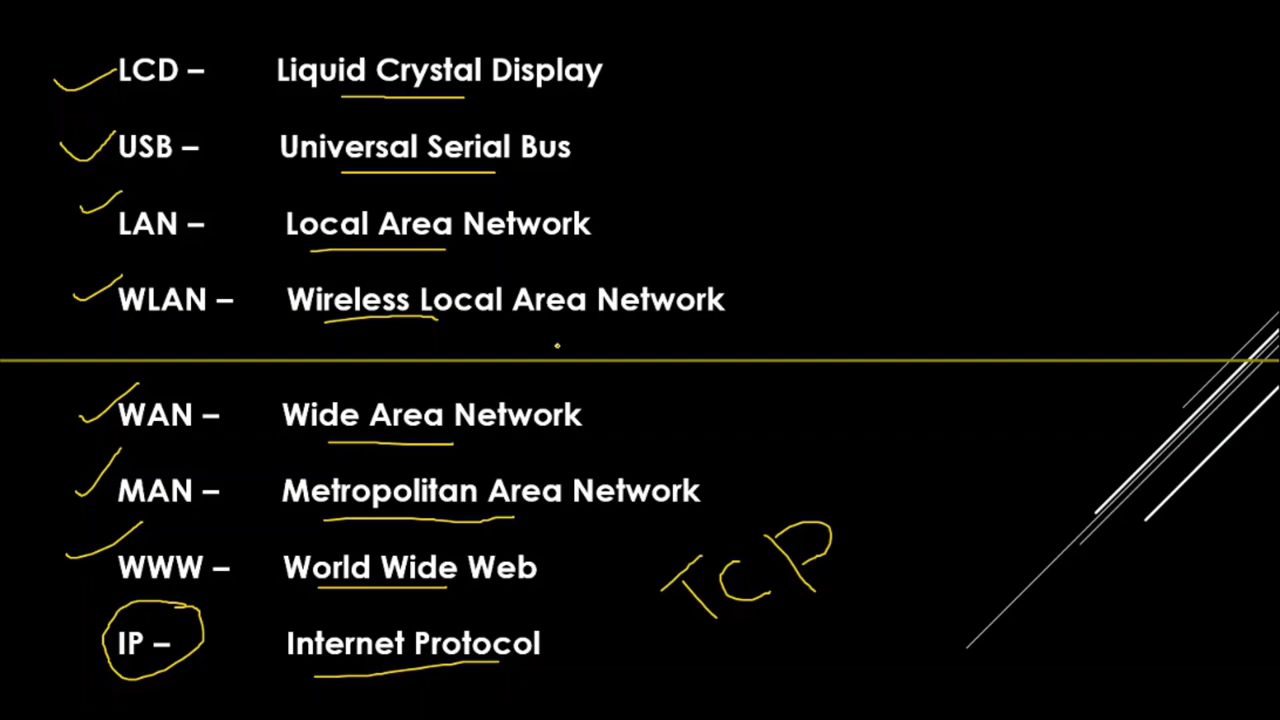 LCD – Liquid Crystal Display
USB – Universal Serial Bus
LAN – Local Area Network
WLAN – Wireless Local Area Network
WAN – Wide Area Network
MAN – Metropolitan Area Network
WWW – World Wide Web
TCP
IP – Internet Protocol